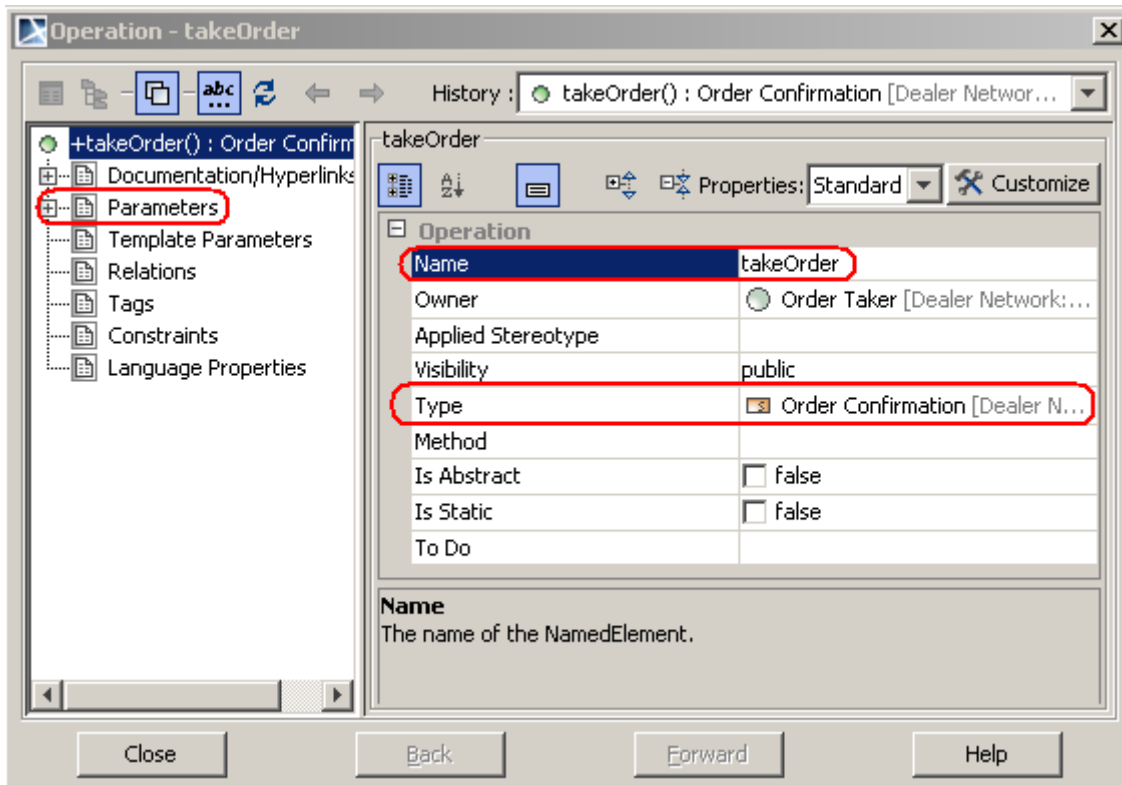 Operation - takeOrder
abc
History : takeOrder() : Order Confirmation [Dealer Networ...
+takeOrder() : Order Confirm
Documentation/Hyperlinks
Parameters
Template Parameters
Relations
Tags
Constraints
Language Properties
takeOrder
A Z Properties: Standard Customize
Operation
Name takeOrder
Owner Order Taker [Dealer Network:...
Applied Stereotype
Visibility public
Type S Order Confirmation [Dealer N...
Method
Is Abstract false
Is Static false
To Do
Name
The name of the NamedElement.
Close Back Forward Help